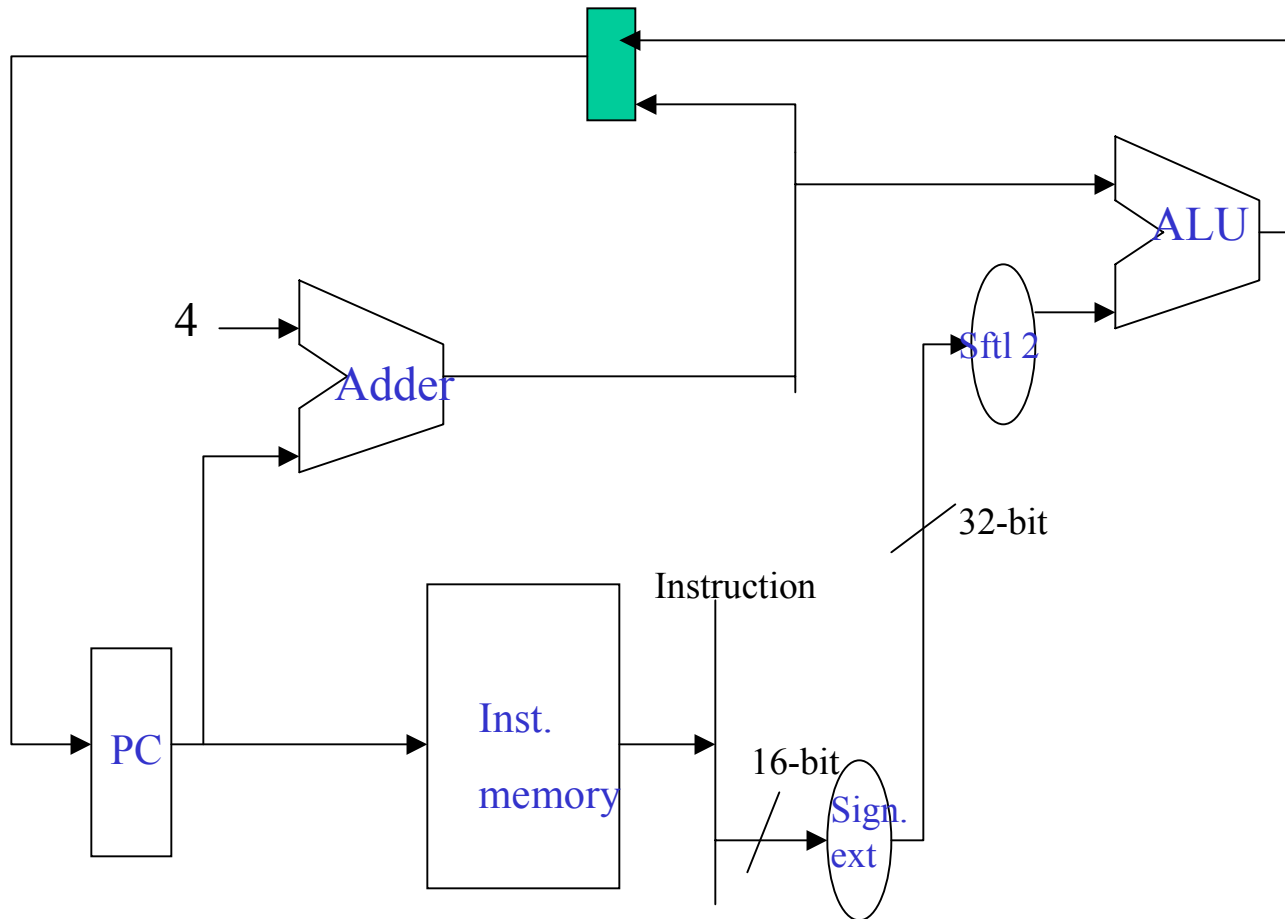 ALU
4
Sftl 2
Adder
32-bit
Instruction
Inst.
memory
PC
16-bit
Sign.
ext